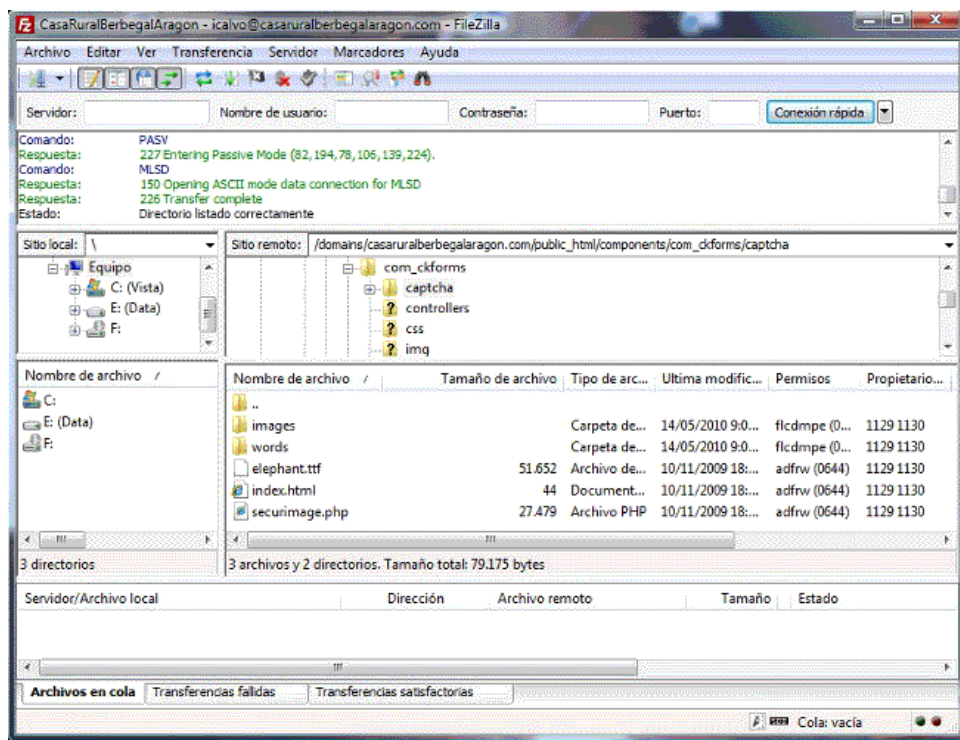 CasaRuralBerbegalAragon - icalvo@casaruralberbegalaragon.com - FileZilla
Archivo Editar Ver Transferencia Servidor Marcadores Ayuda
Servidor: Nombre de usuario: Contraseña: Puerto: Conexión rápida
Comando: PASV
Respuesta: 227 Entering Passive Mode (82,194,78,106,139,224).
Comando: MLSD
Respuesta: 150 Opening ASCII mode data connection for MLSD
Respuesta: 226 Transfer complete
Estado: Directorio listado correctamente
Sitio local: \ Sitio remoto: /domains/casaruralberbegalaragon.com/public_html/components/com_ckforms/captcha
Equipo
C: (Vista)
E: (Data)
F:
com_ckforms
captcha
controllers
css
img
Nombre de archivo /
C:
E: (Data)
F:
3 directorios
Nombre de archivo / Tamaño de archivo Tipo de arc... Ultima modific... Permisos Propietario...
..
images Carpeta de... 14/05/2010 9:0... flcdmpe (0... 1129 1130
words Carpeta de... 14/05/2010 9:0... flcdmpe (0... 1129 1130
elephant.ttf 51.652 Archivo de... 10/11/2009 18:... adfrw (0644) 1129 1130
index.html 44 Document... 10/11/2009 18:... adfrw (0644) 1129 1130
securimage.php 27.479 Archivo PHP 10/11/2009 18:... adfrw (0644) 1129 1130
3 archivos y 2 directorios. Tamaño total: 79.175 bytes
Servidor/Archivo local Dirección Archivo remoto Tamaño Estado
Archivos en cola Transferencias fallidas Transferencias satisfactorias
Cola: vacía